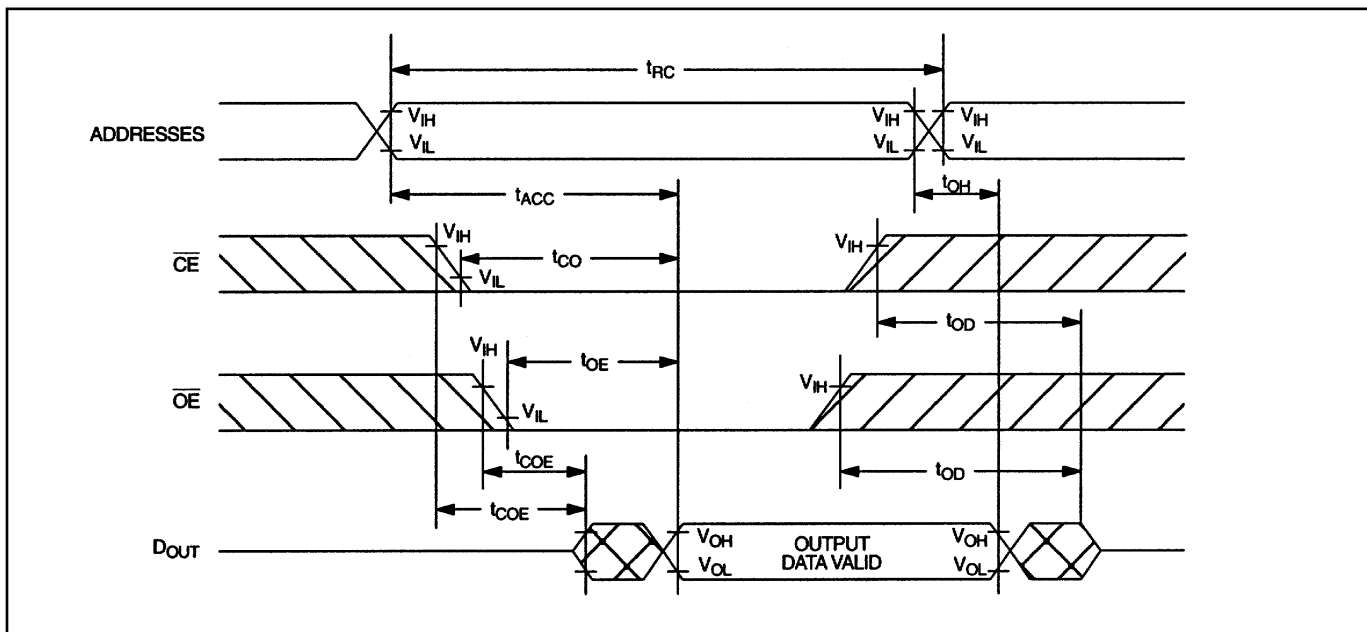 tRC
ADDRESSES
VIH
VIL
VIH
VIL
VIH
VIL
tACC
tOH
CE
VIH
VIL
tCO
VIH
tOD
OE
VIH
VIL
tOE
VIH
tCOE
tOD
tCOE
DOUT
VOH
VOL
OUTPUT
DATA VALID
VOH
VOL